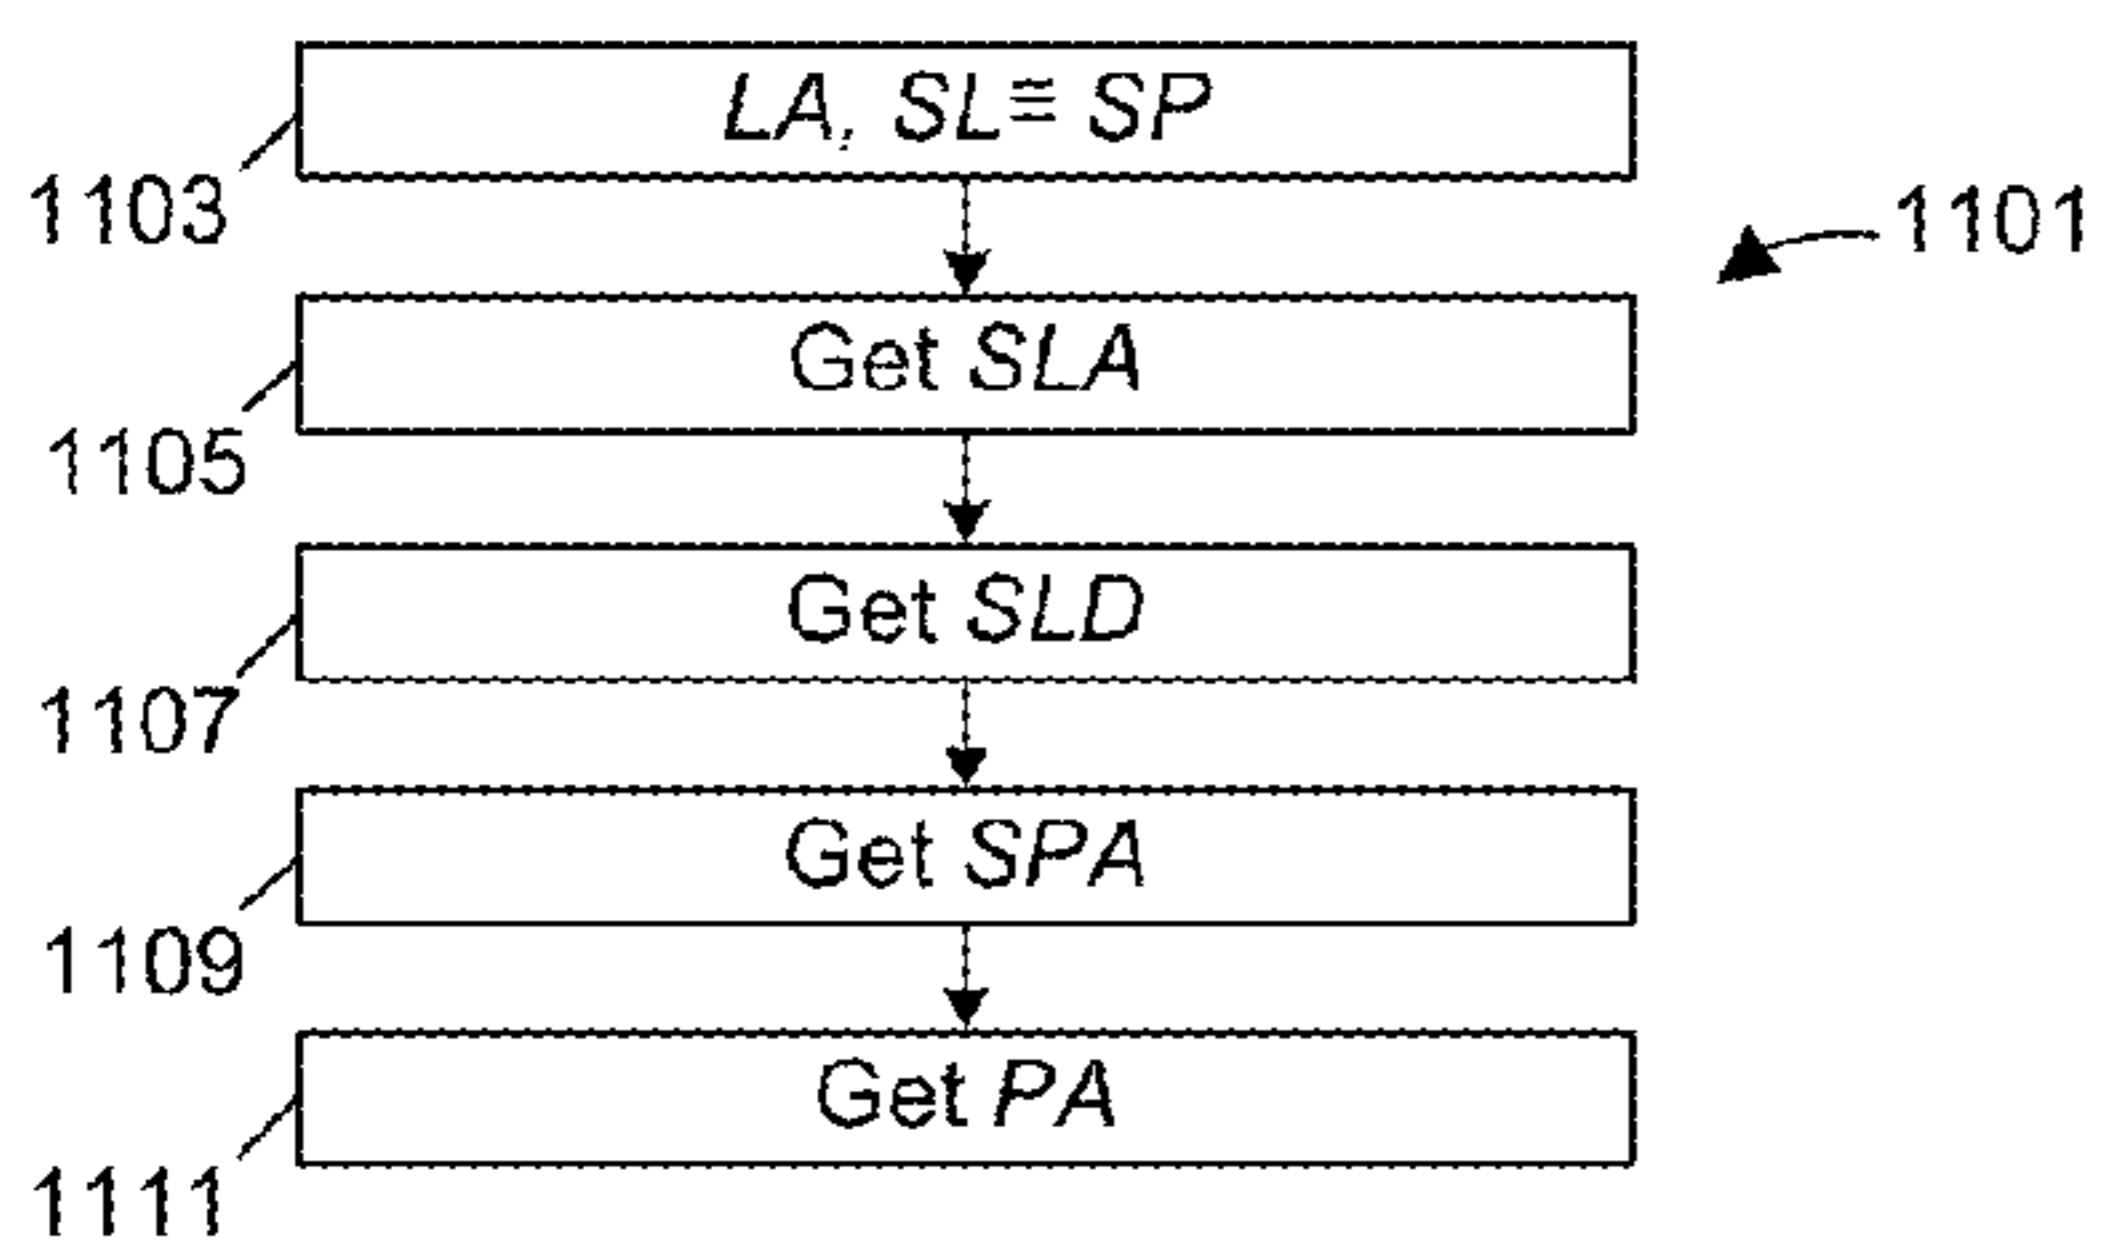 LA, SL≅ SP
1103
1101
Get SLA
1105
Get SLD
1107
Get SPA
1109
Get PA
1111